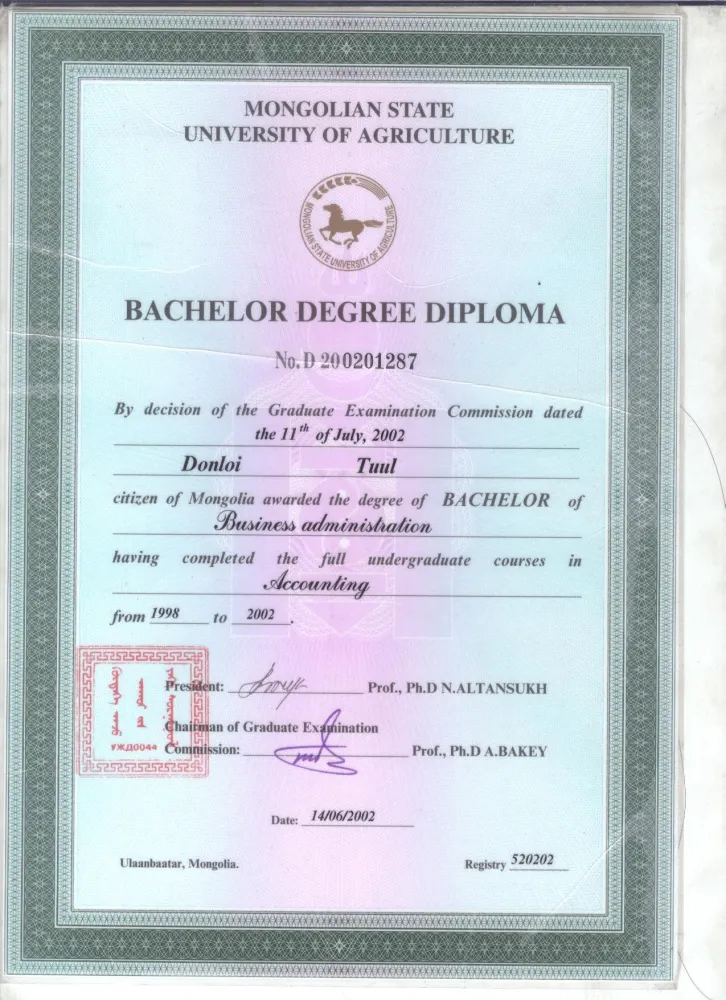 MONGOLIAN STATE
UNIVERSITY OF AGRICULTURE
MONGOLIAN STATE UNIVERSITY OF AGRICULTURE
BACHELOR DEGREE DIPLOMA
No. D 200201287
By decision of the Graduate Examination Commission dated
the 11th of July, 2002
Donloi Tuul
citizen of Mongolia awarded the degree of BACHELOR of
Business administration
having completed the full undergraduate courses in
Accounting
from 1998 to 2002 .
President: Prof., Ph.D N.ALTANSUKH
Chairman of Graduate Examination
Commission: Prof., Ph.D A.BAKEY
УЖД0044
Date: 14/06/2002
Ulaanbaatar, Mongolia.
Registry 520202